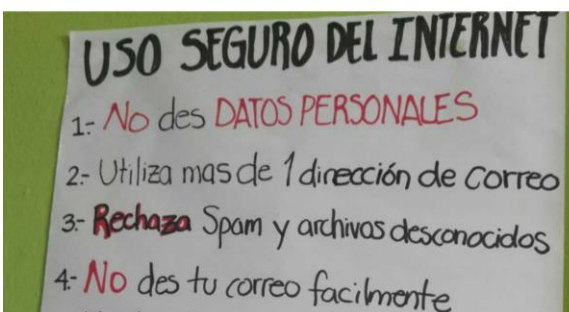 USO SEGURO DEL INTERNET
1.- No des DATOS PERSONALES
2.- Utiliza mas de 1 dirección de correo
3.- Rechaza Spam y archivos desconocidos
4.- No des tu correo facilmente